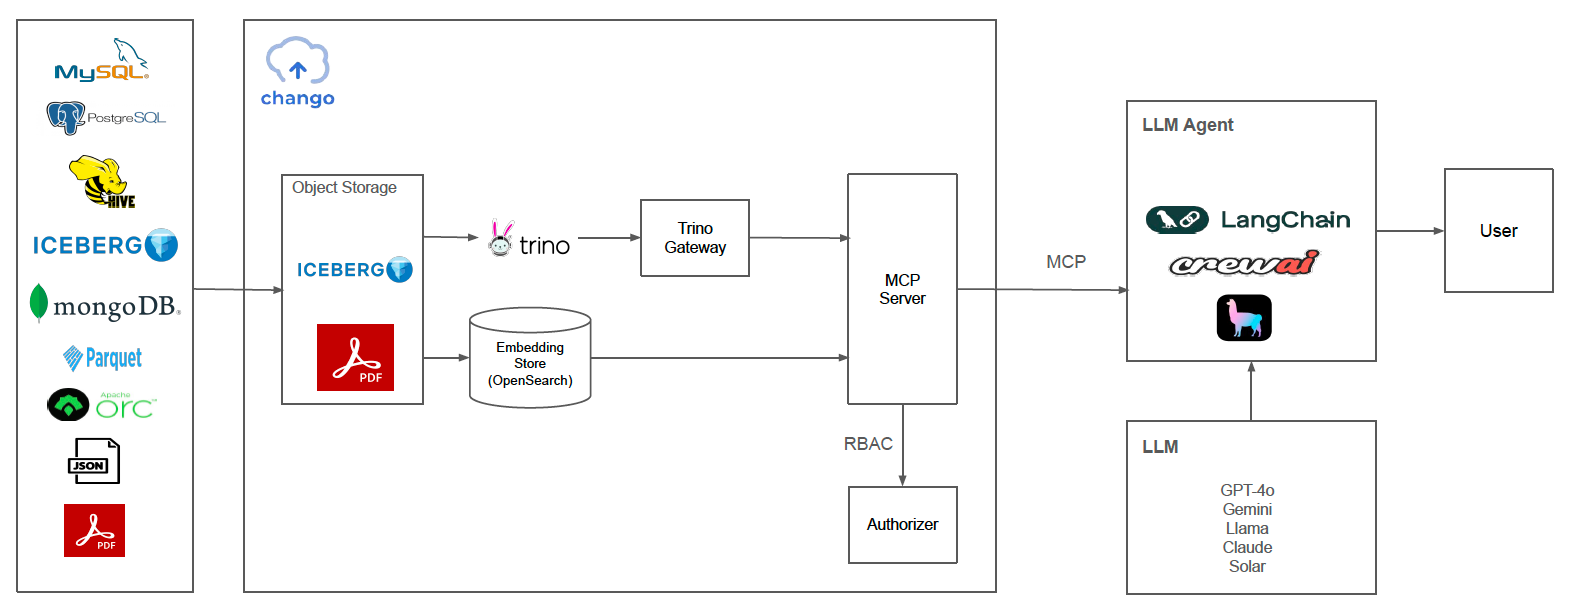 MySQL®
PostgreSQL
HIVE
ICEBERG
mongoDB®
Parquet
Apache
orc™
JSON
PDF
chango
Object Storage
ICEBERG
PDF
trino
Trino
Gateway
Embedding
Store
(OpenSearch)
MCP
Server
RBAC
Authorizer
MCP
LLM Agent
LangChain
crewai
User
LLM
GPT-4o
Gemini
Llama
Claude
Solar